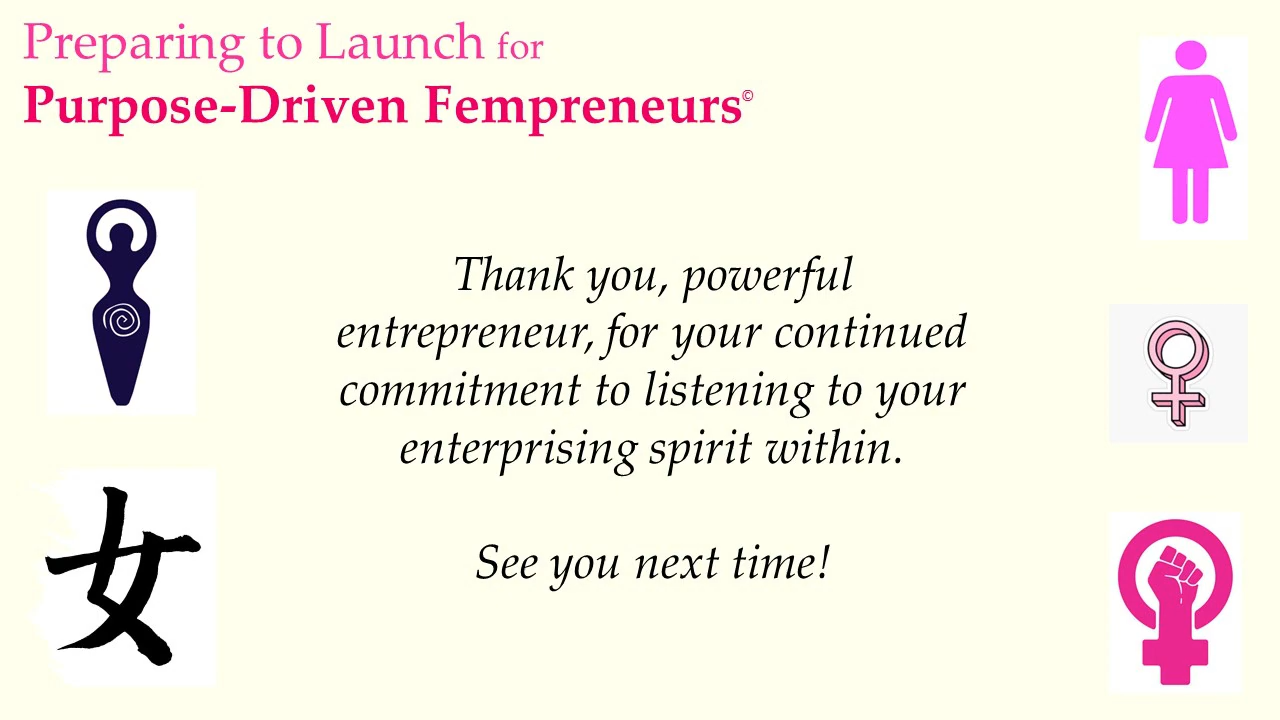 Preparing to Launch for
Purpose-Driven Fempreneurs©
Thank you, powerful
entrepreneur, for your continued
commitment to listening to your
enterprising spirit within.
See you next time!
女